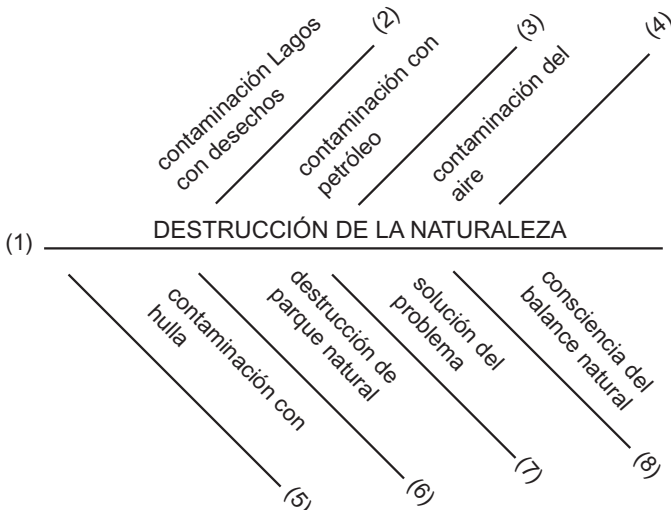 contaminación Lagos
con desechos
(2)
contaminación con
petróleo
(3)
contaminación del
aire
(4)
(1)
DESTRUCCIÓN DE LA NATURALEZA
contaminación con
hulla
(5)
destrucción de
parque natural
(6)
solución del
problema
(7)
consciencia del
balance natural
(8)